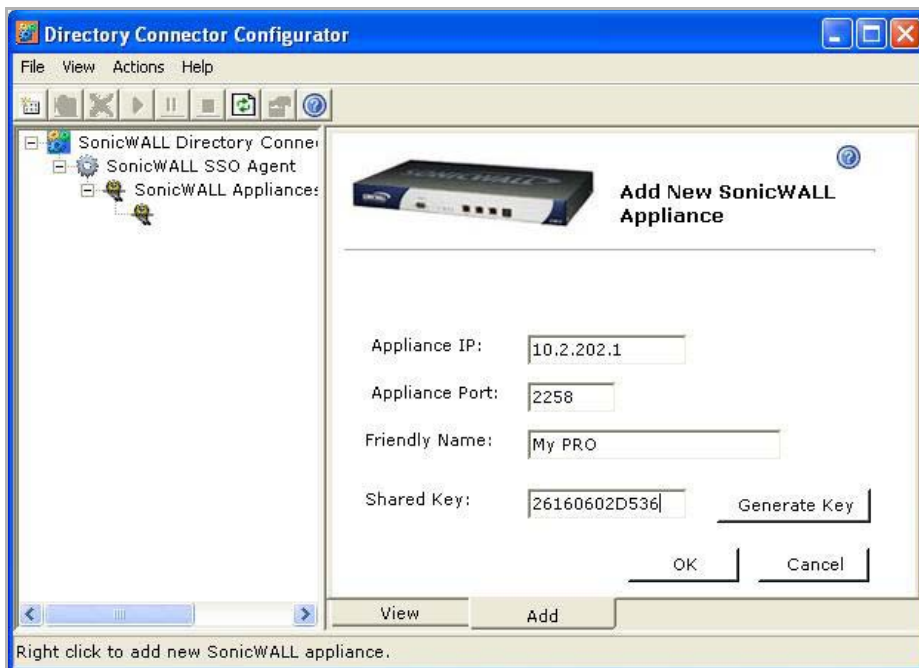 Directory Connector Configurator
File View Actions Help
SonicWALL Directory Conne
SonicWALL SSO Agent
SonicWALL Appliances
SONICWALL
Add New SonicWALL
Appliance
Appliance IP: 10.2.202.1
Appliance Port: 2258
Friendly Name: My PRO
Shared Key: 26160602D536
Generate Key
OK Cancel
View Add
Right click to add new SonicWALL appliance.